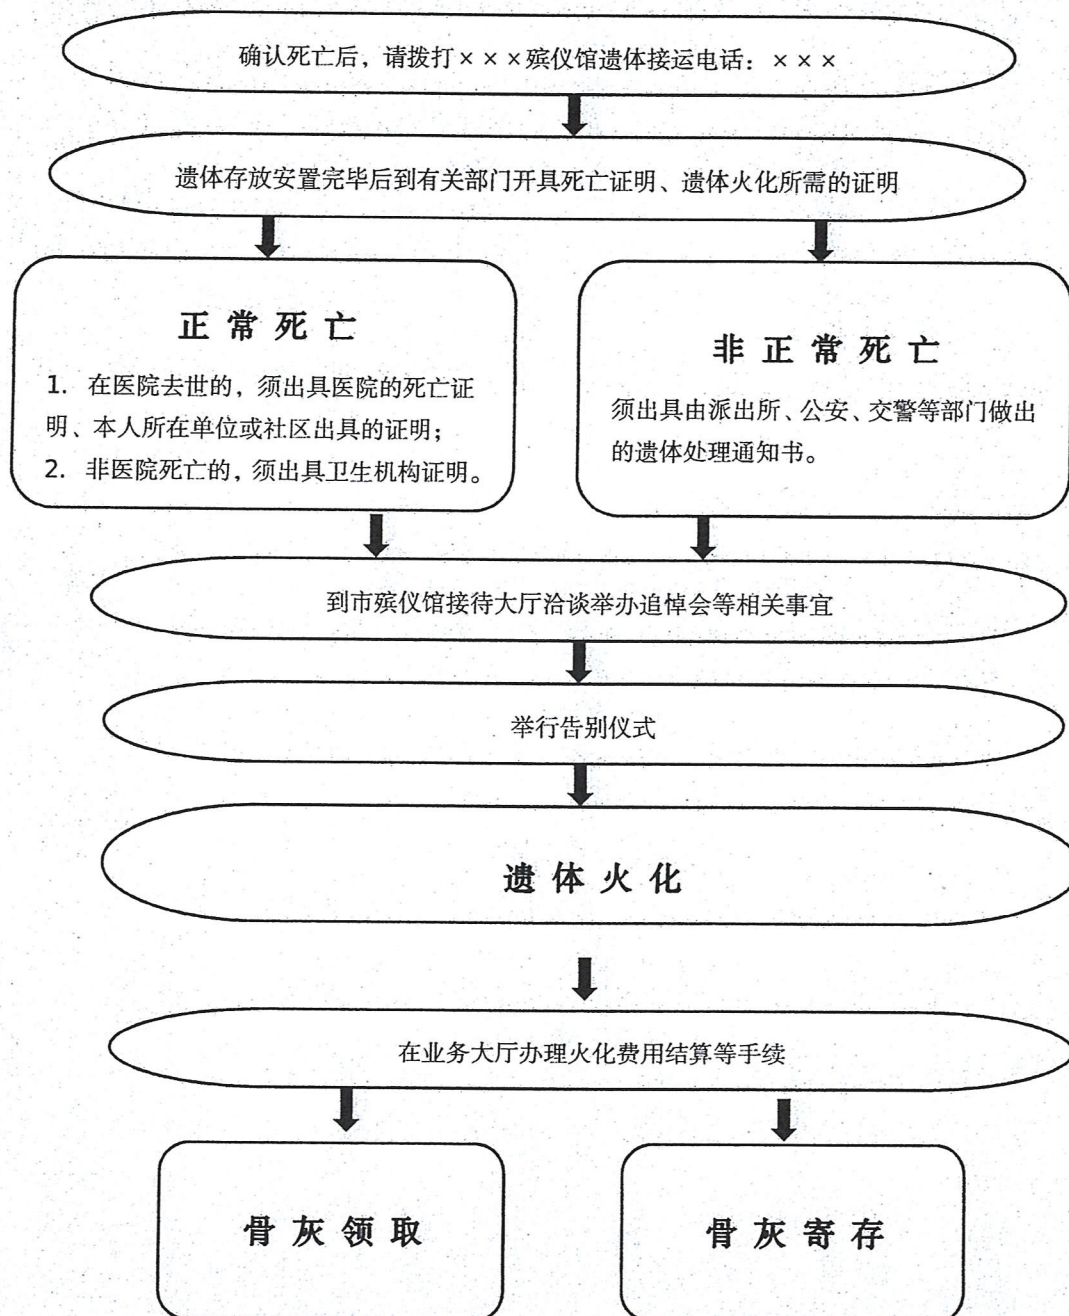 确认死亡后，请拨打×××殡仪馆遗体接运电话：×××
遗体存放安置完毕后到有关部门开具死亡证明、遗体火化所需的证明
正常死亡
1. 在医院去世的，须出具医院的死亡证
明、本人所在单位或社区出具的证明；
2. 非医院死亡的，须出具卫生机构证明。
非正常死亡
须出具由派出所、公安、交警等部门做出
的遗体处理通知书。
到市殡仪馆接待大厅洽谈举办追悼会等相关事宜
举行告别仪式
遗体火化
在业务大厅办理火化费用结算等手续
骨灰领取
骨灰寄存